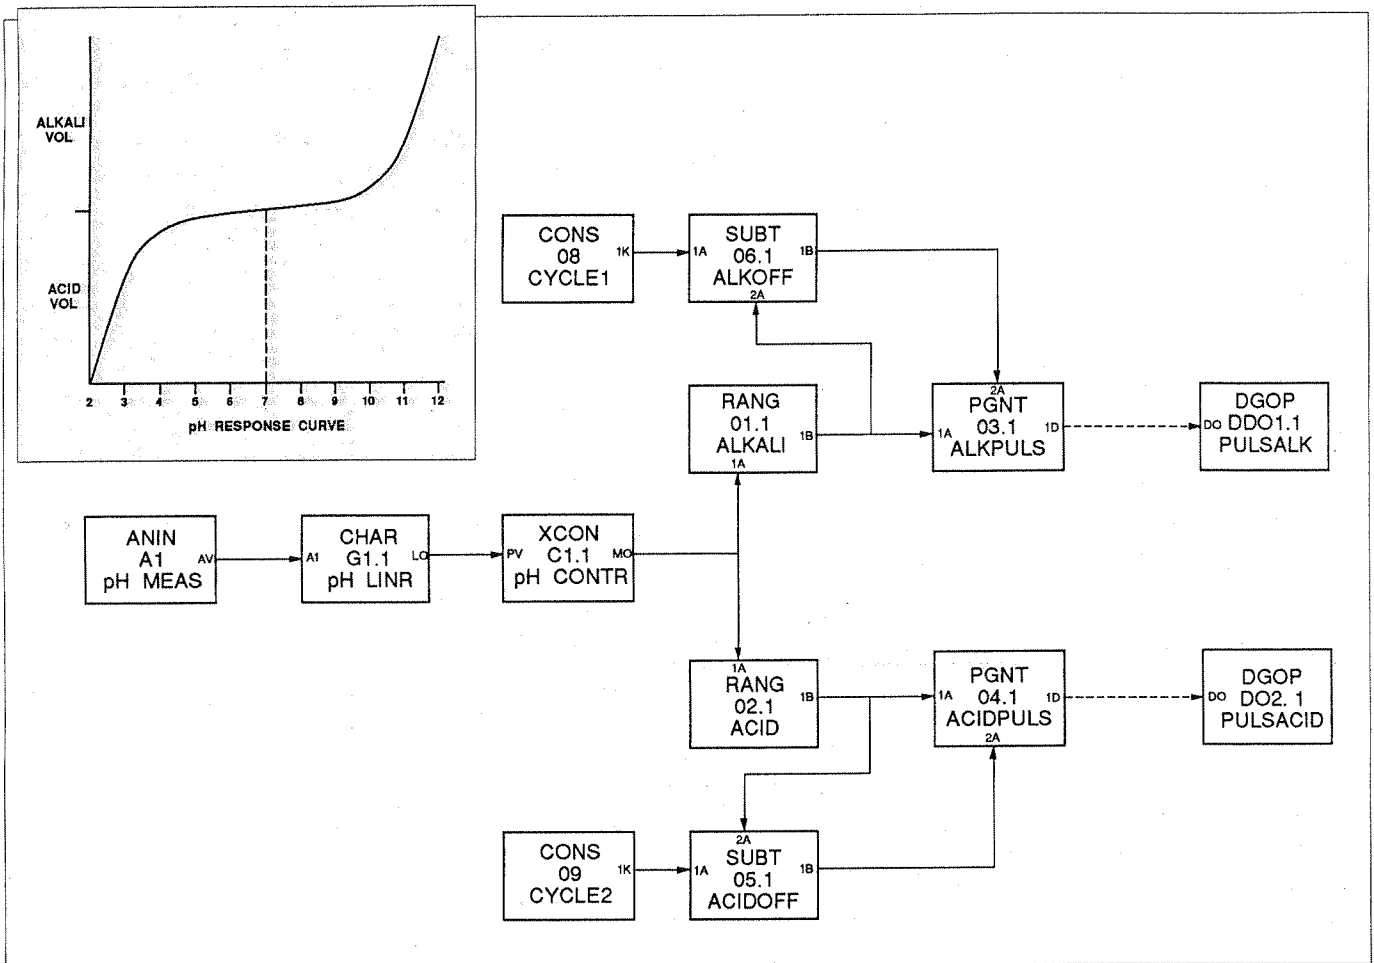 ALKALI
VOL
ACID
VOL
2 3 4 5 6 7 8 9 10 11 12
pH RESPONSE CURVE
CONS
08
CYCLE1
1K
1A
SUBT
06.1
ALKOFF
1B
2A
RANG
01.1
ALKALI
1B
1A
2A
PGNT
03.1
ALKPULS
1A
1D
DO
DGOP
DDO1.1
PULSALK
ANIN
A1
pH MEAS
AV
A1
CHAR
G1.1
pH LINR
LO
PV
XCON
C1.1
pH CONTR
MO
1A
RANG
02.1
ACID
1B
1A
PGNT
04.1
ACIDPULS
1D
2A
DO
DGOP
DO2. 1
PULSACID
CONS
09
CYCLE2
1K
2A
1A
SUBT
05.1
ACIDOFF
1B